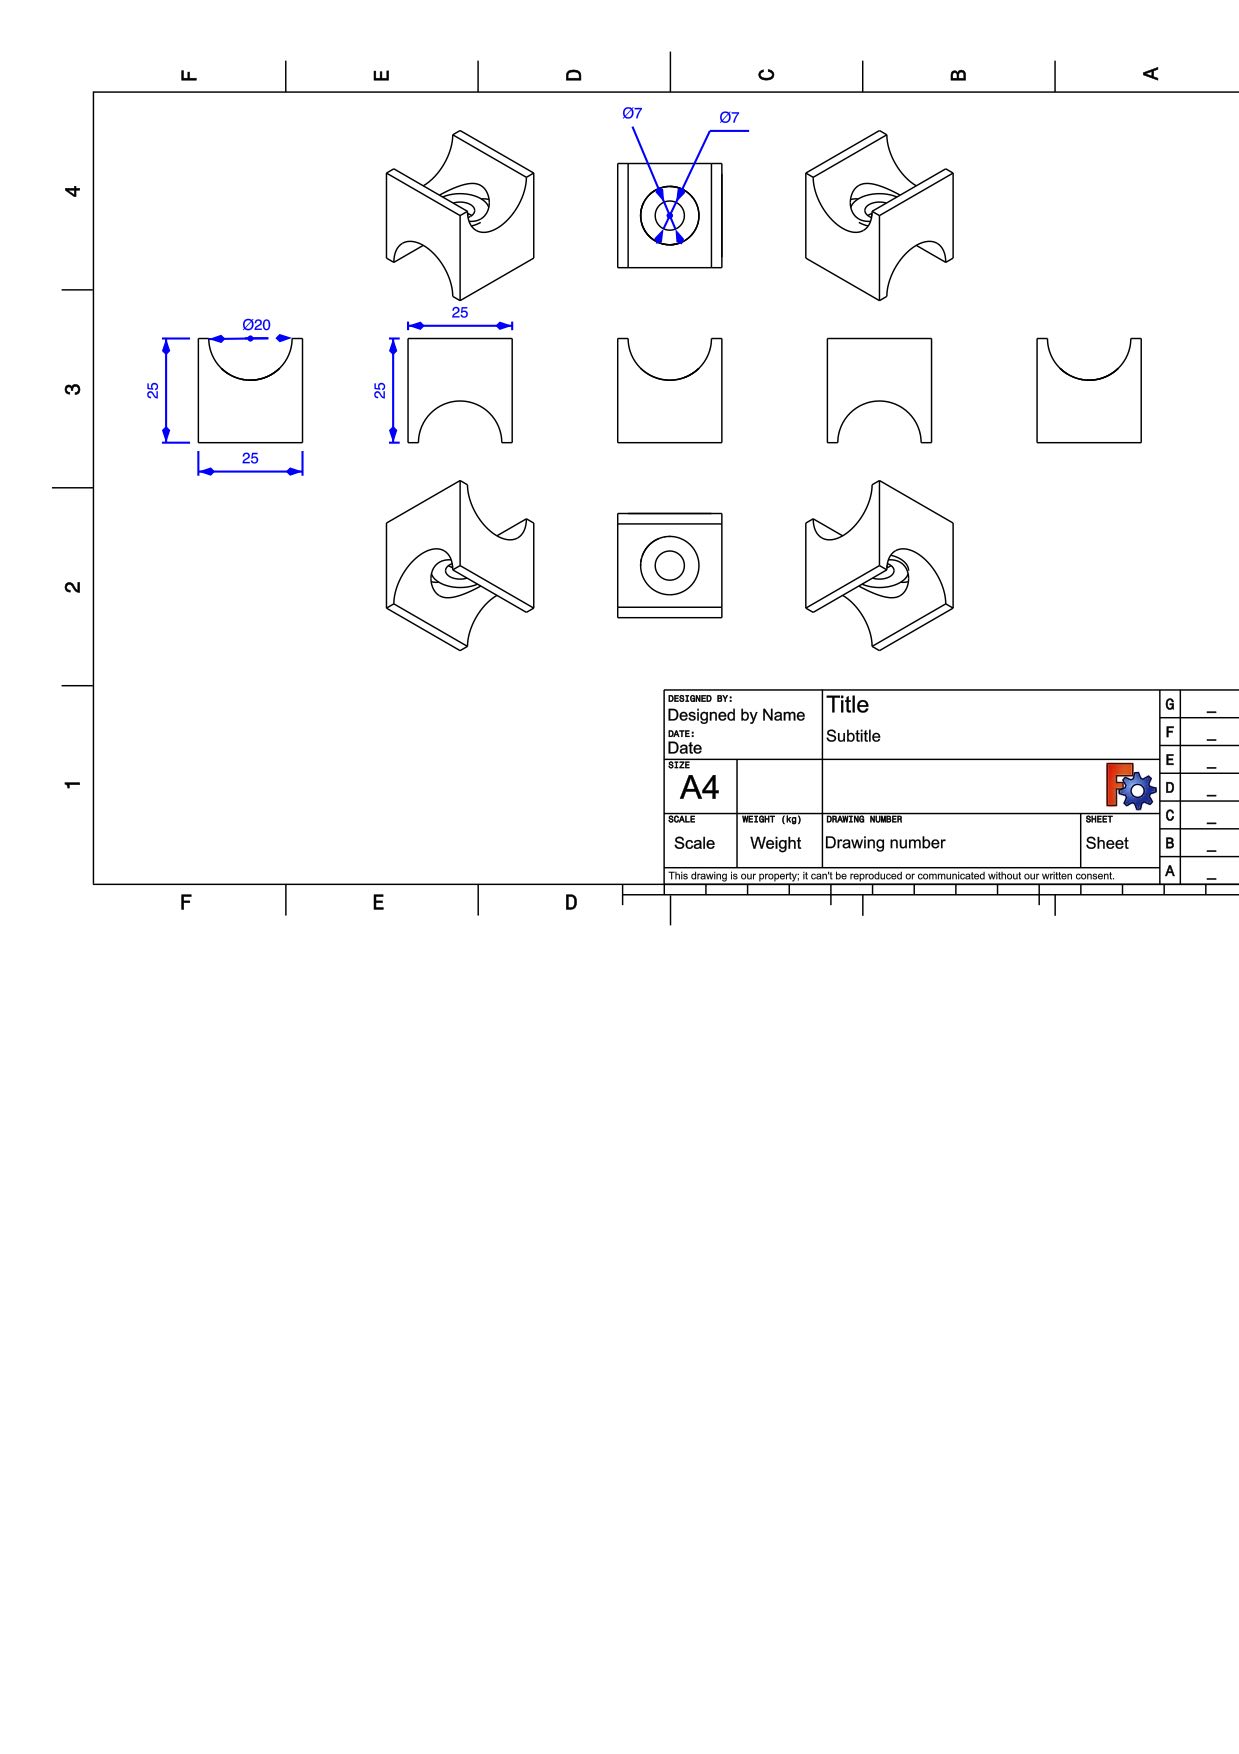 F E D C B A
Ø7 Ø7
4
25
Ø20
3
25
25
25
2
DESIGNED BY:
Designed by Name
Title
G _
DATE:
Date
Subtitle
F _
SIZE
A4
E _
1
D _
SCALE
WEIGHT (kg)
DRAWING NUMBER
SHEET
C _
Scale
Weight
Drawing number
Sheet
B _
This drawing is our property; it can't be reproduced or communicated without our written consent.
A _
F E D